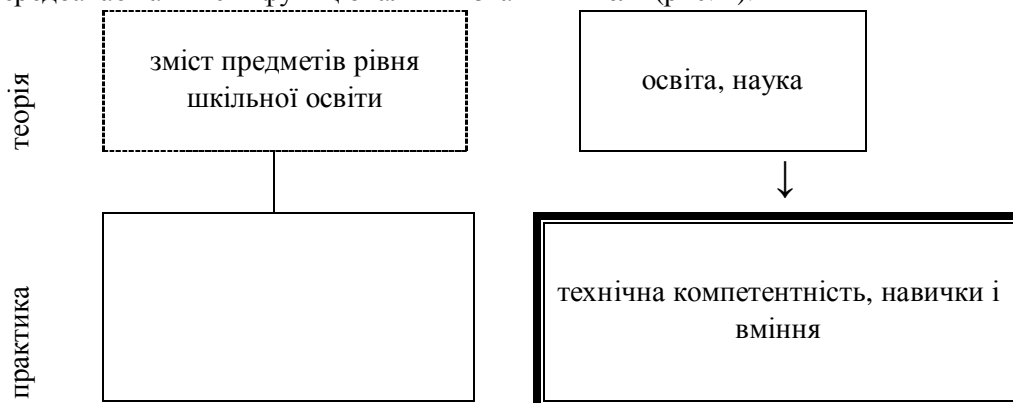 теорія
зміст предметів рівня
шкільної освіти
освіта, наука
↓
практика
технічна компетентність, навички і
вміння